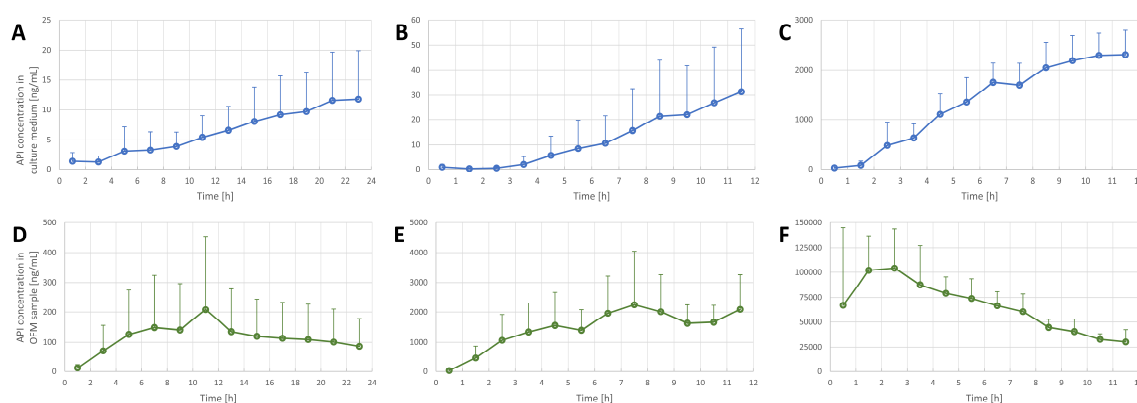 A
API concentration in
culture medium [ng/mL]
25
20
15
10
5
0
0 2 4 6 8 10 12 14 16 18 20 22 24
Time [h]
B
60
50
40
30
20
10
0
0 1 2 3 4 5 6 7 8 9 10 11 12
Time [h]
C
3000
2000
1000
0
0 1 2 3 4 5 6 7 8 9 10 11
Time [h]
D
API concentration in
[ng/mL]
500
400
300
200
100
0
0 2 4 6 8 10 12 14 16 18 20 22 24
Time [h]
E
5000
4000
3000
2000
1000
0
0 1 2 3 4 5 6 7 8 9 10 11 12
Time [h]
F
150000
125000
100000
75000
50000
25000
0
0 1 2 3 4 5 6 7 8 9 10 11
Time [h]